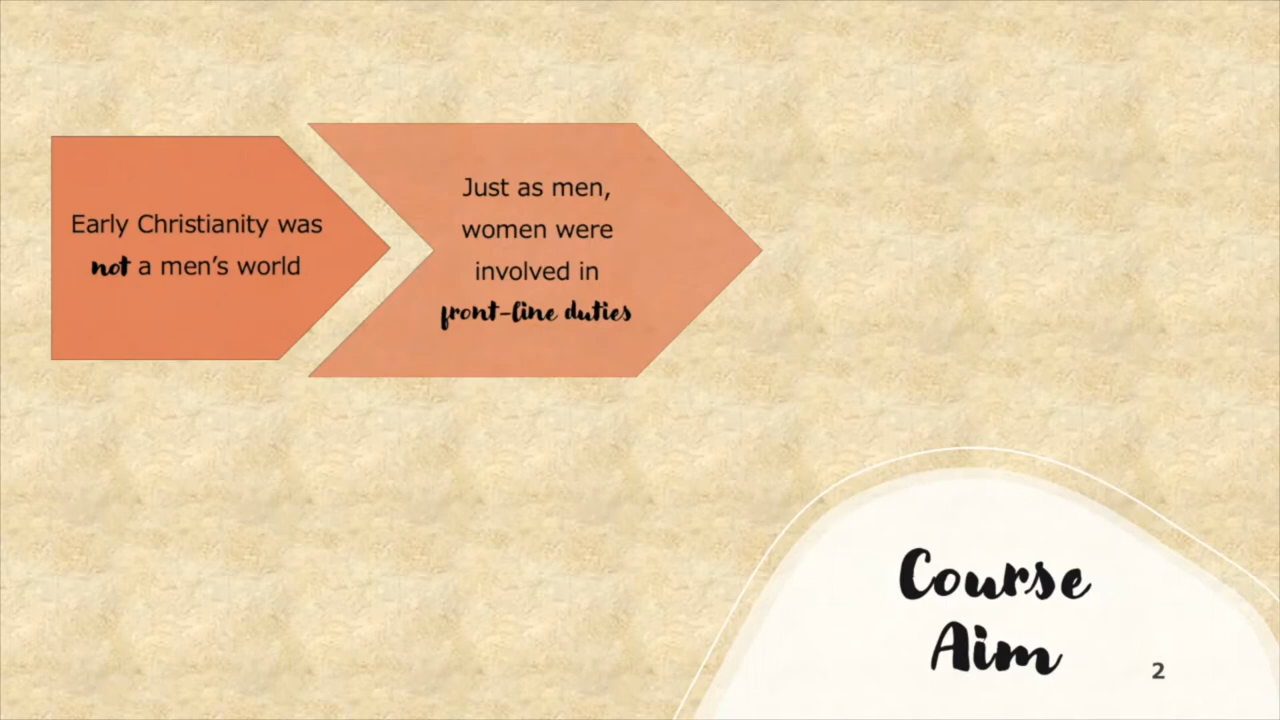 Early Christianity was
not a men’s world
Just as men,
women were
involved in
front-line duties
Course
Aim
2